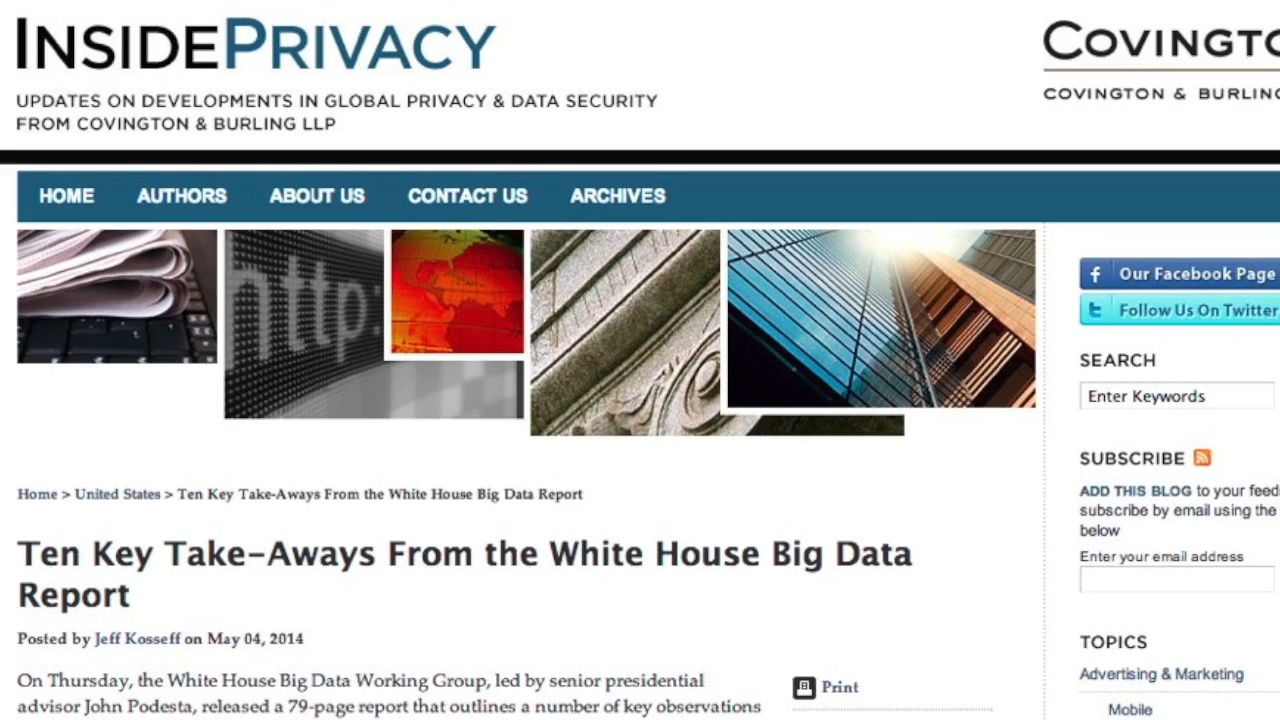 INSIDEPRIVACY
UPDATES ON DEVELOPMENTS IN GLOBAL PRIVACY & DATA SECURITY
FROM COVINGTON & BURLING LLP
COVINGTO
COVINGTON & BURLING
HOME AUTHORS ABOUT US CONTACT US ARCHIVES
http:
Our Facebook Page
Follow Us On Twitter
SEARCH
Enter Keywords
SUBSCRIBE
ADD THIS BLOG to your feed
subscribe by email using the
below
Enter your email address
Home > United States > Ten Key Take-Aways From the White House Big Data Report
Ten Key Take-Aways From the White House Big Data
Report
Posted by Jeff Kosseff on May 04, 2014
On Thursday, the White House Big Data Working Group, led by senior presidential
advisor John Podesta, released a 79-page report that outlines a number of key observations
Print
TOPICS
Advertising & Marketing
Mobile